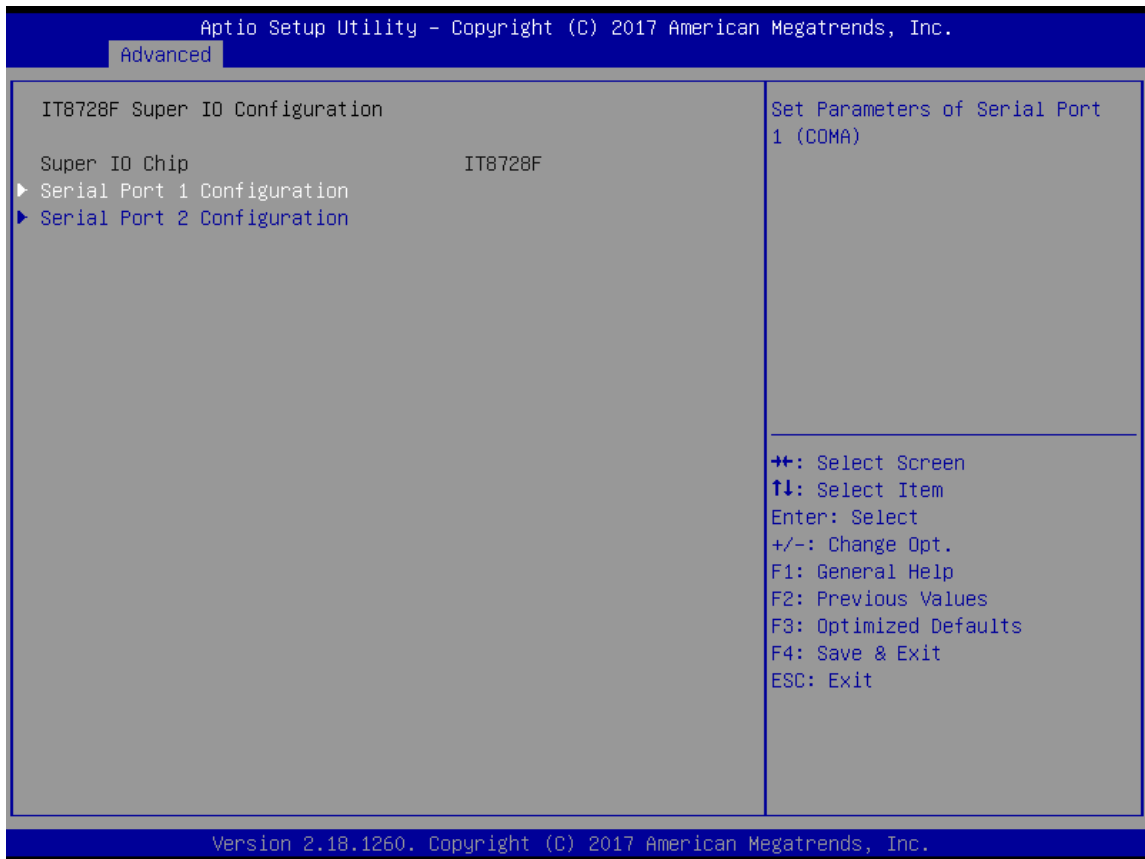 Aptio Setup Utility – Copyright (C) 2017 American Megatrends, Inc.
Advanced
IT8728F Super IO Configuration
Super IO Chip IT8728F
Serial Port 1 Configuration
Serial Port 2 Configuration
Set Parameters of Serial Port
1 (COMA)
→←: Select Screen
↑↓: Select Item
Enter: Select
+/-: Change Opt.
F1: General Help
F2: Previous Values
F3: Optimized Defaults
F4: Save & Exit
ESC: Exit
Version 2.18.1260. Copyright (C) 2017 American Megatrends, Inc.